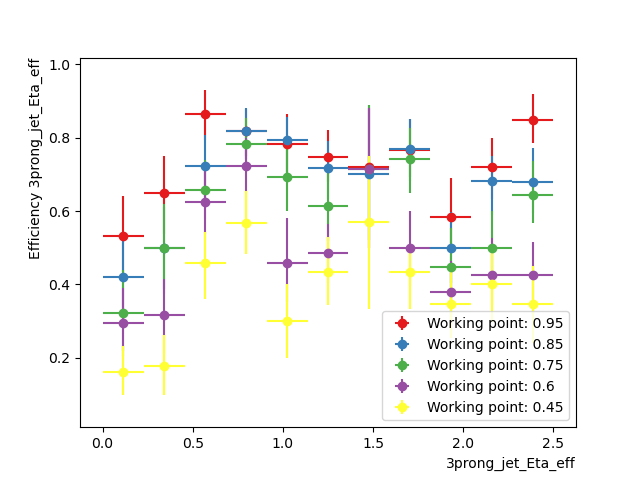 1.0
0.8
0.6
0.4
0.2
Efficiency 3prong_jet_Eta_eff
Working point: 0.95
Working point: 0.85
Working point: 0.75
Working point: 0.6
Working point: 0.45
0.0 0.5 1.0 1.5 2.0 2.5
3prong_jet_Eta_eff